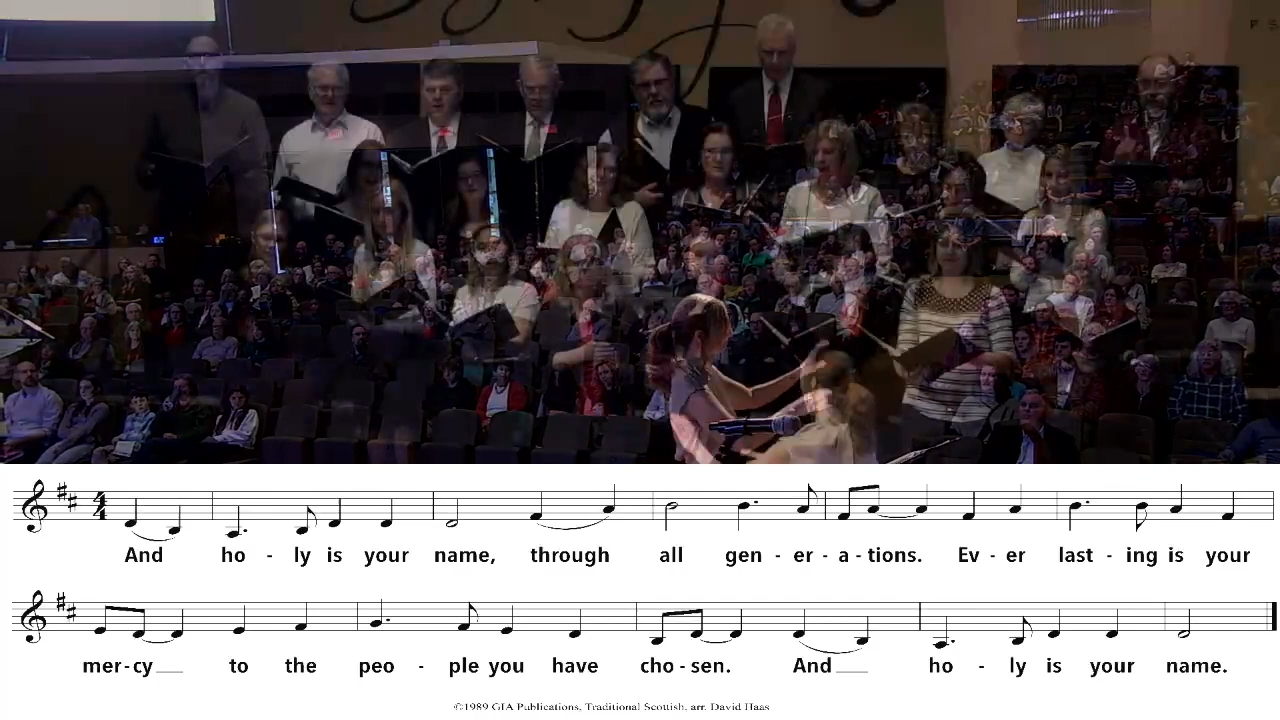 And ho - ly is your name, through all gen - er - a - tions. Ev - er last - ing is your
mer - cy to the peo - ple you have cho - sen. And ho - ly is your name.
©1989 GIA Publications, Traditional Scottish, arr. David Haas